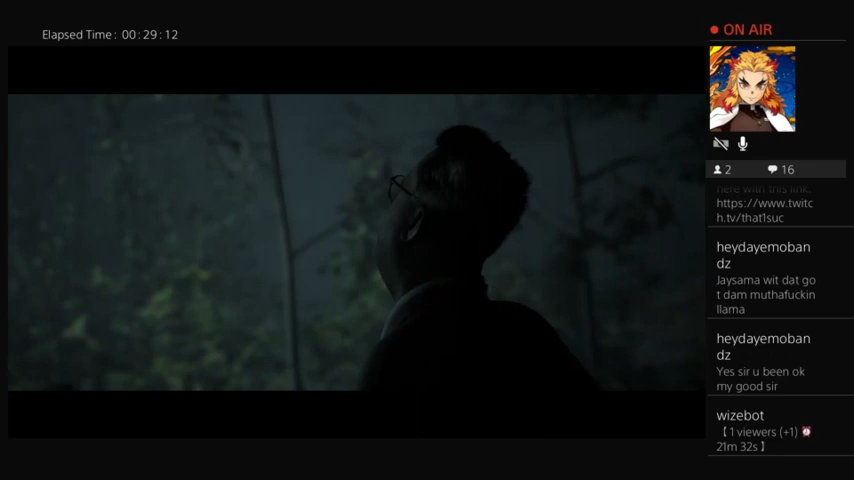 Elapsed Time: 00:29:12
ON AIR
2
16
here with this link.
https://www.twitc
h.tv/that1suc
heydayemoban
dz
Jaysama wit dat go
t dam muthafuckin
llama
heydayemoban
dz
Yes sir u been ok
my good sir
wizebot
【 1 viewers (+1) ⏰
21m 32s 】